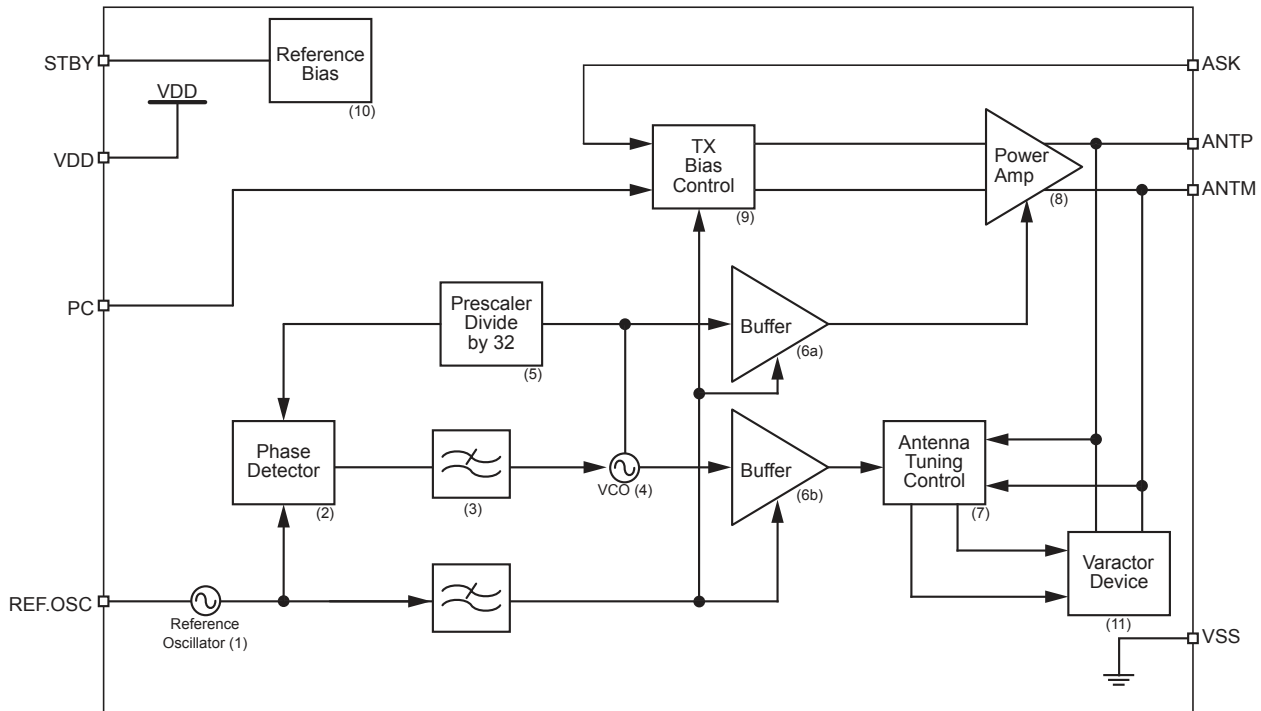 STBY
Reference
Bias
(10)
VDD
VDD
PC
REF.OSC
ASK
ANTP
ANTM
VSS
TX
Bias
Control
(9)
Power
Amp
(8)
Prescaler
Divide
by 32
(5)
Buffer
(6a)
Phase
Detector
(2)
(3)
VCO (4)
Buffer
(6b)
Antenna
Tuning
Control
(7)
Varactor
Device
(11)
Reference
Oscillator (1)